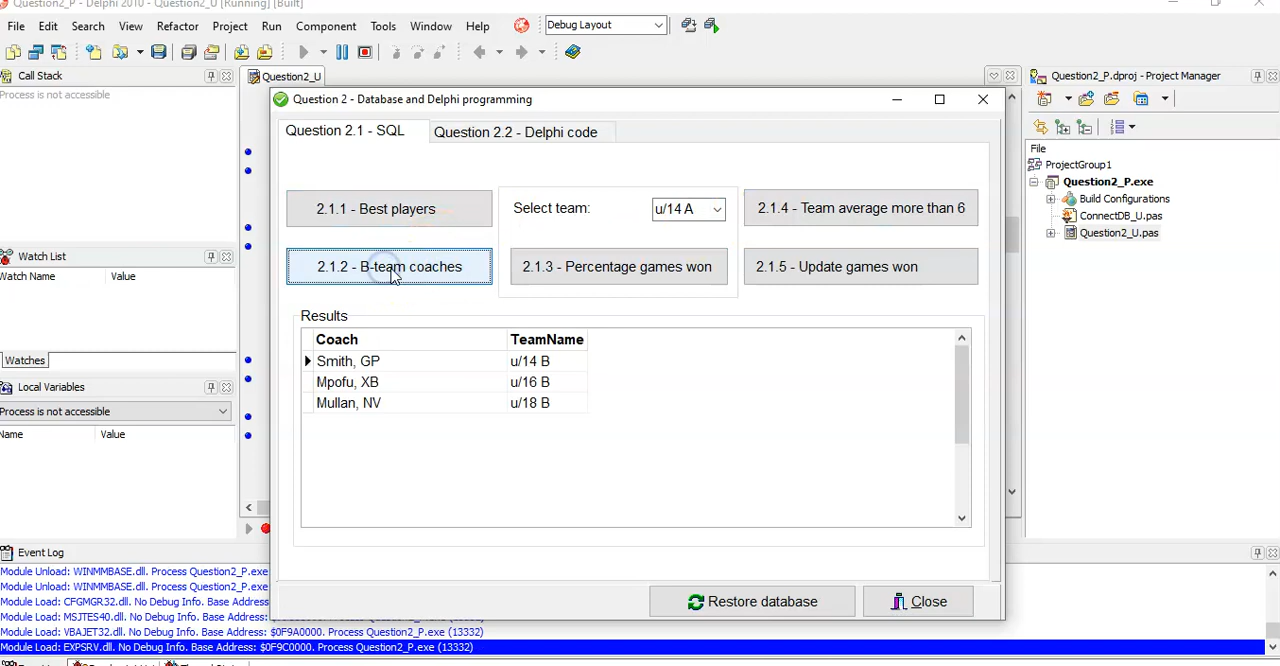 Question2_P - Delphi 2010 - Question2_U [Running] [Built]
File Edit Search View Refactor Project Run Component Tools Window Help Debug Layout
Call Stack
Process is not accessible
Question2_U
Question2_P.dproj - Project Manager
Question 2 - Database and Delphi programming
Question 2.1 - SQL Question 2.2 - Delphi code
2.1.1 - Best players
Select team: u/14 A
2.1.4 - Team average more than 6
2.1.2 - B-team coaches
2.1.3 - Percentage games won
2.1.5 - Update games won
Results
Coach TeamName
Smith, GP u/14 B
Mpofu, XB u/16 B
Mullan, NV u/18 B
Restore database
Close
Watch List
Watch Name Value
Watches
Local Variables
Process is not accessible
Name Value
File
ProjectGroup1
Question2_P.exe
Build Configurations
ConnectDB_U.pas
Question2_U.pas
Event Log
Module Unload: WINMMBASE.dll. Process Question2_P.exe
Module Unload: WINMMBASE.dll. Process Question2_P.exe
Module Load: CFGMGR32.dll. No Debug Info. Base Address:
Module Load: MSJTES40.dll. No Debug Info. Base Address:
Module Load: VBAJET32.dll. No Debug Info. Base Address: $0F9A0000. Process Question2_P.exe (13332)
Module Load: EXPSRV.dll. No Debug Info. Base Address: $0F9C0000. Process Question2_P.exe (13332)